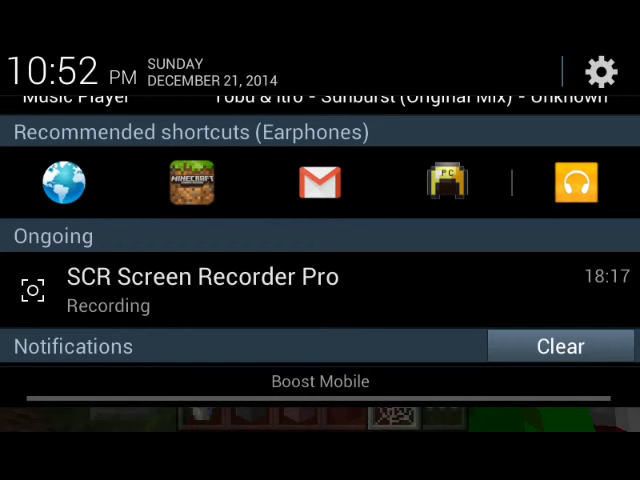 10:52 PM
SUNDAY
DECEMBER 21, 2014
Music Player Tobu & Itro - Sunburst (Original Mix) - Unknown
Recommended shortcuts (Earphones)
MINECRAFT
PC
Ongoing
SCR Screen Recorder Pro
18:17
Recording
Notifications
Clear
Boost Mobile